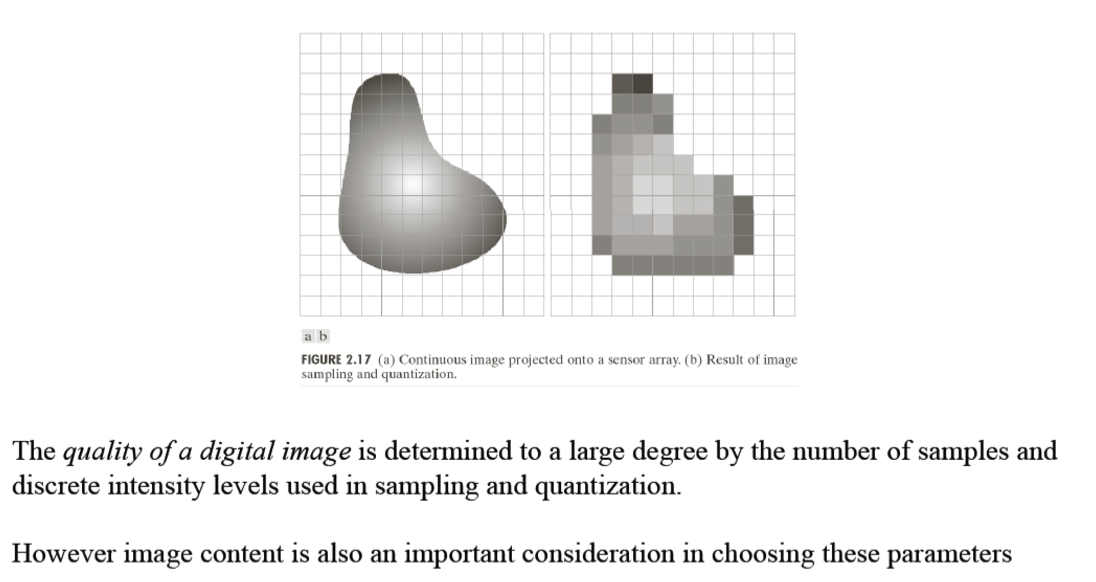 a b
FIGURE 2.17 (a) Continuous image projected onto a sensor array. (b) Result of image
sampling and quantization.
The quality of a digital image is determined to a large degree by the number of samples and
discrete intensity levels used in sampling and quantization.
However image content is also an important consideration in choosing these parameters